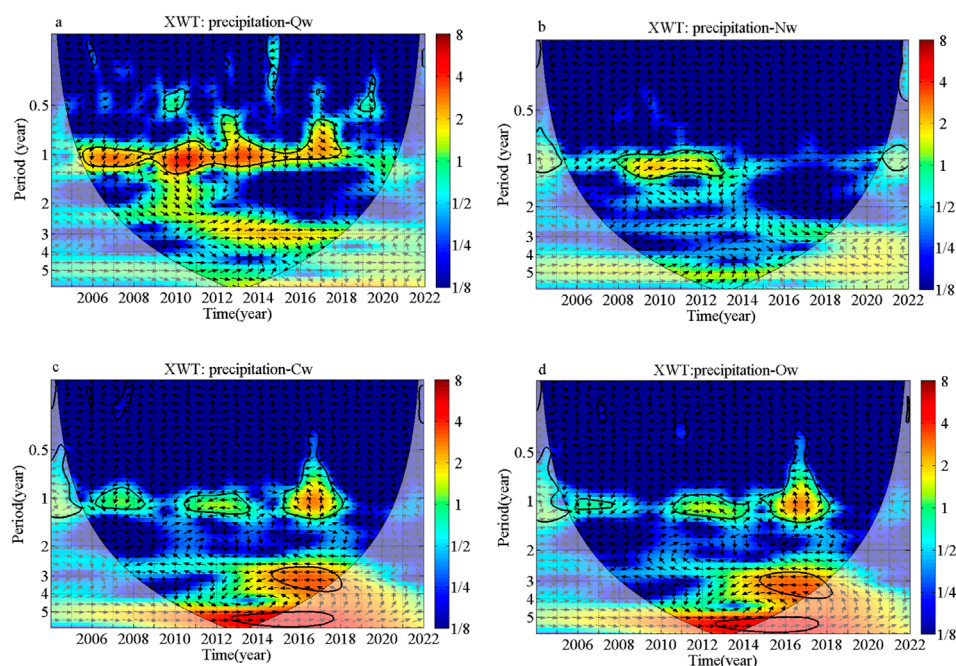 a
XWT: precipitation-Qw
Period (year)
0.5
1
2
3
4
5
2006 2008 2010 2012 2014 2016 2018 2020 2022
Time(year)
8
4
2
1
1/2
1/4
1/8
b
XWT: precipitation-Nw
Period (year)
0.5
1
2
3
4
5
2006 2008 2010 2012 2014 2016 2018 2020 2022
Time(year)
8
4
2
1
1/2
1/4
1/8
c
XWT: precipitation-Cw
Period(year)
0.5
1
2
3
4
5
2006 2008 2010 2012 2014 2016 2018 2020 2022
Time(year)
8
4
2
1
1/2
1/4
1/8
d
XWT:precipitation-Ow
Period(year)
0.5
1
2
3
4
5
2006 2008 2010 2012 2014 2016 2018 2020 2022
Time(year)
8
4
2
1
1/2
1/4
1/8